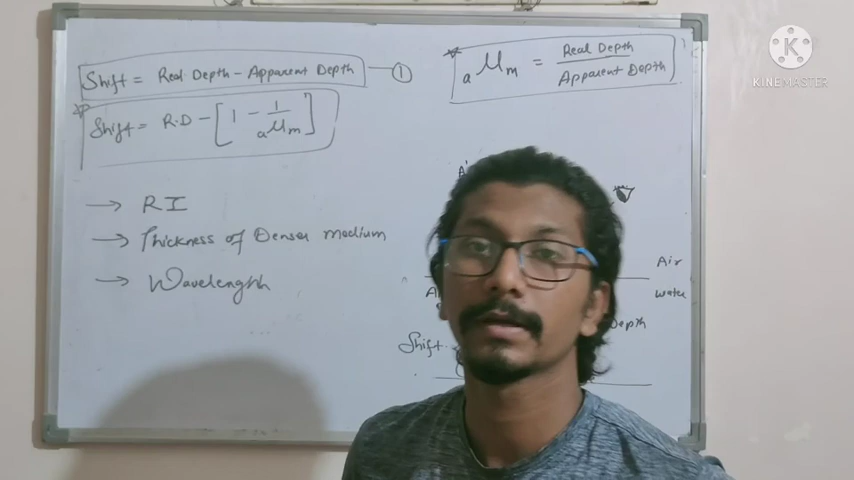 Shift = Real Depth - Apparent Depth — ①
Shift = R.D - [ 1 - 1/aμm ]
→ RI
→ Thickness of Denser medium
→ Wavelength
* aμm = Real Depth / Apparent Depth
Air
Water
Depth
Shift
K
KINEMASTER